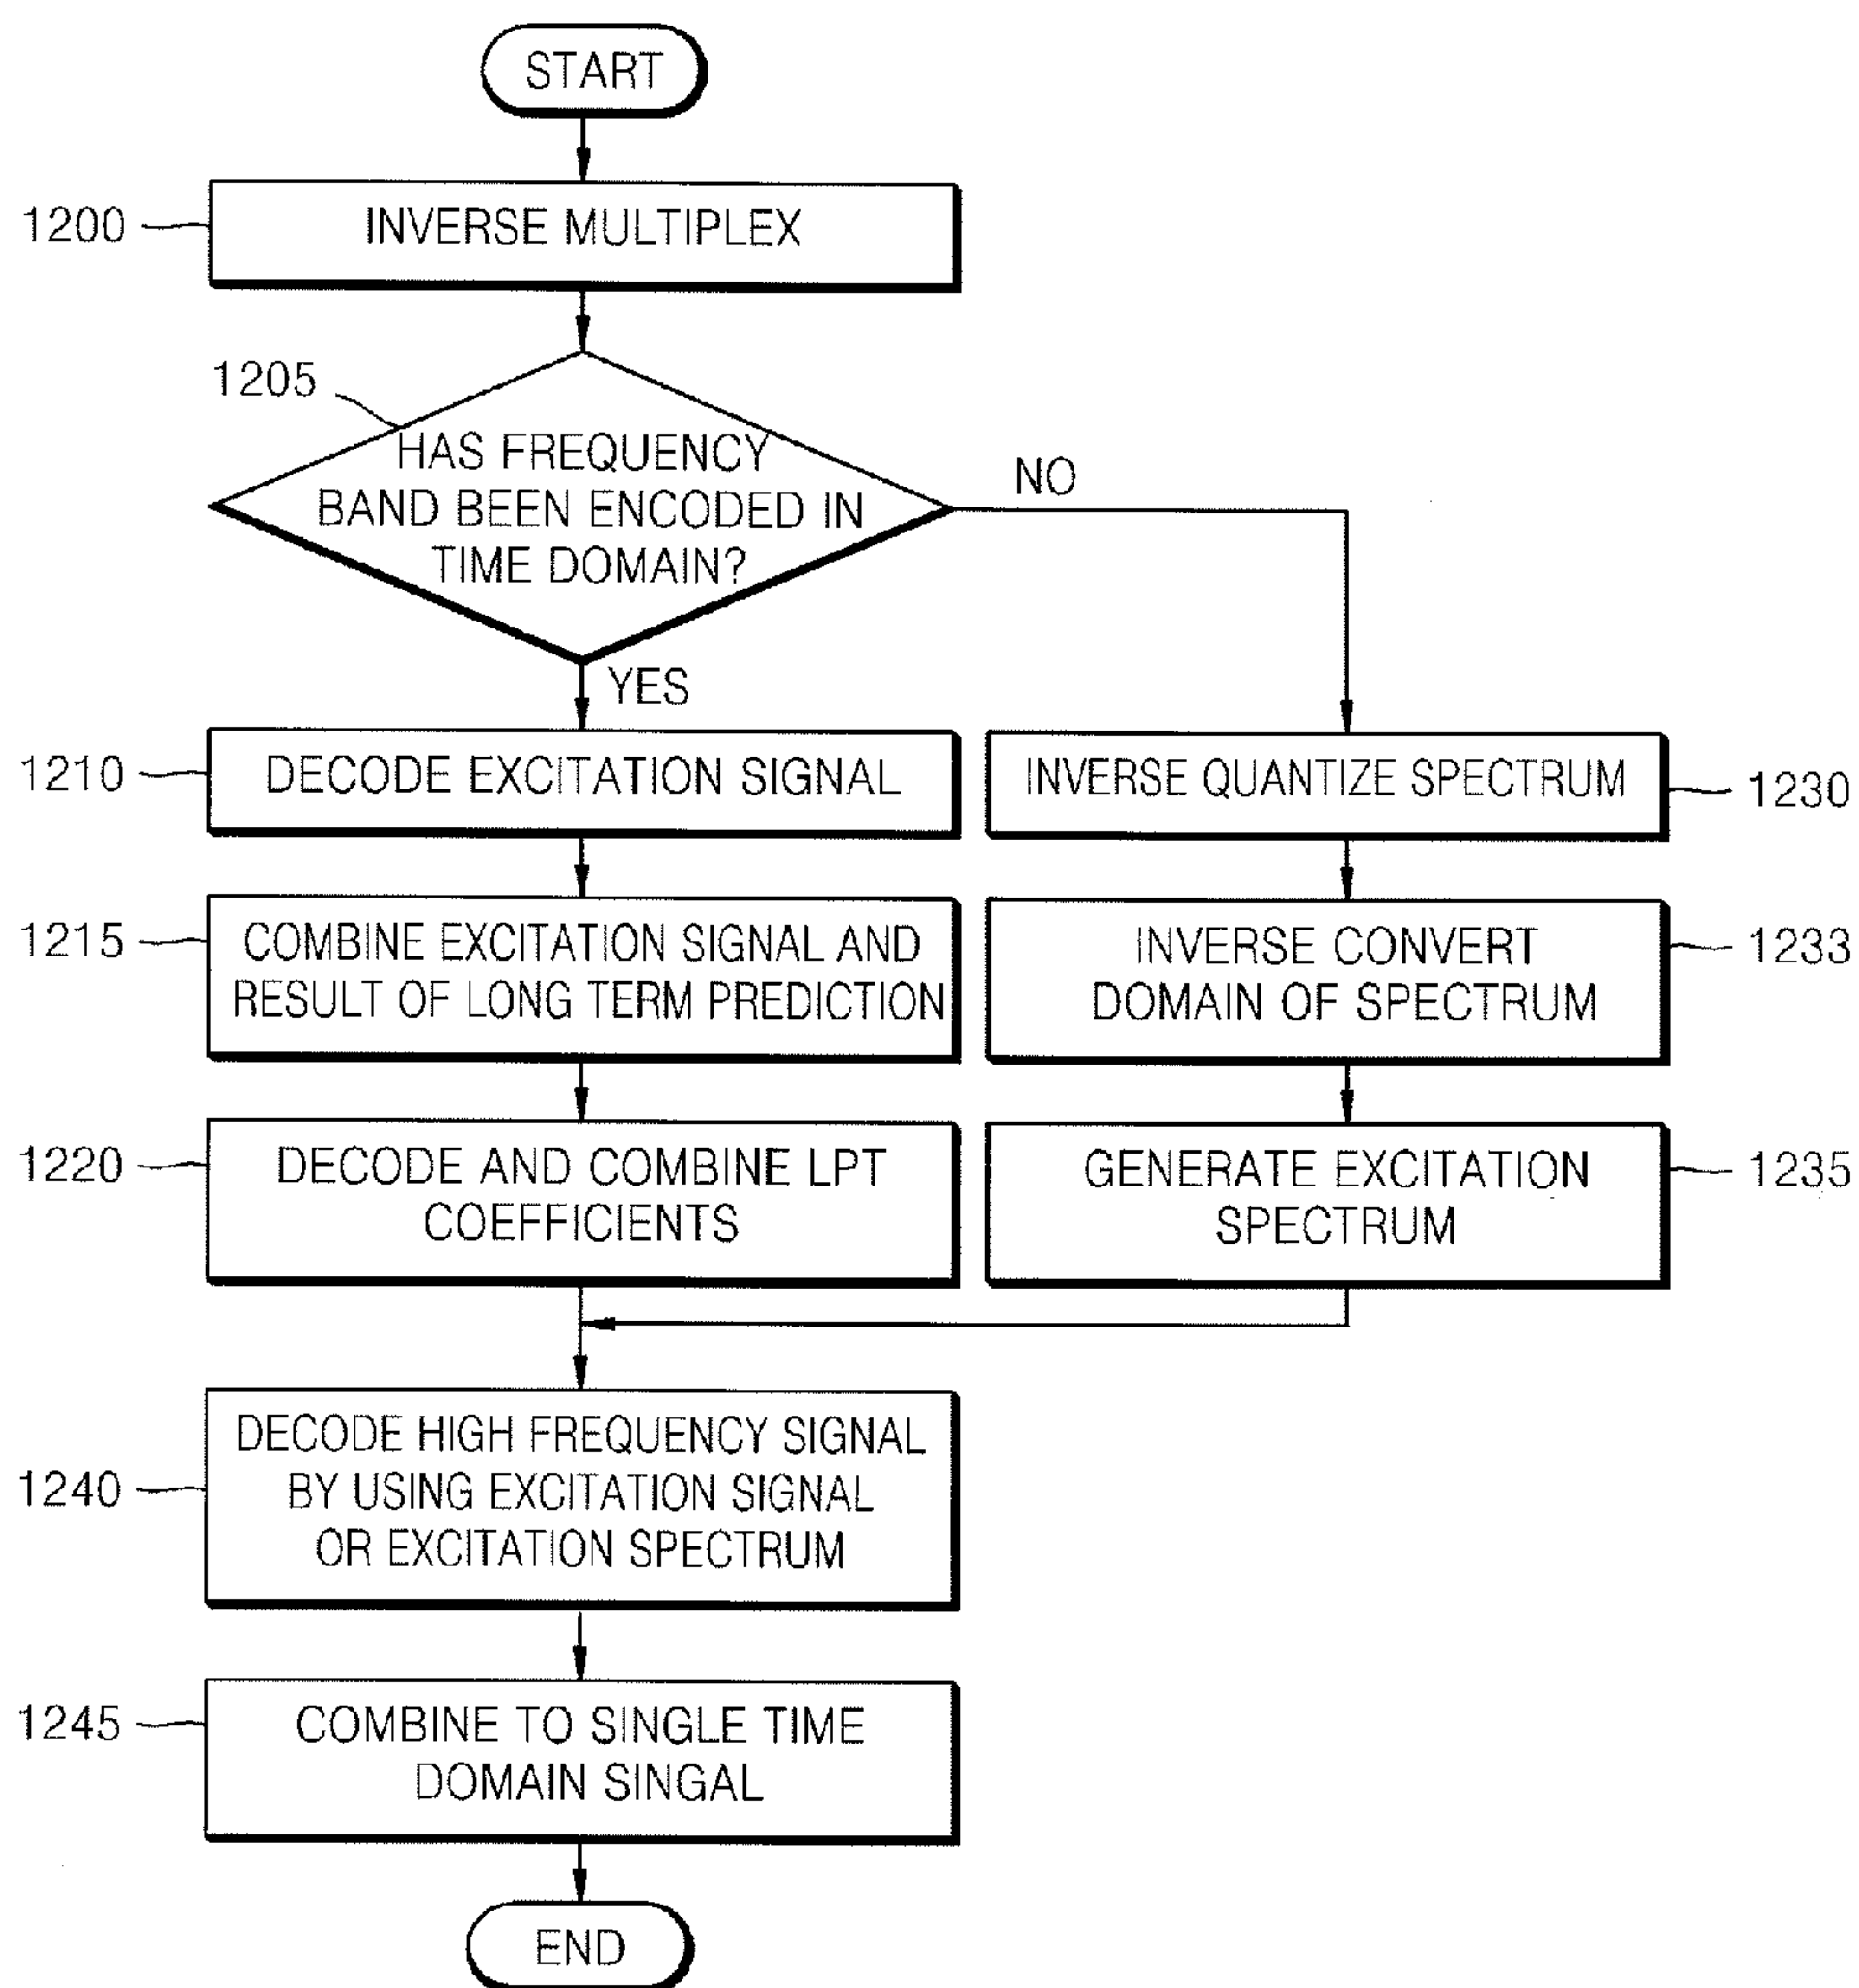 START
1200
INVERSE MULTIPLEX
1205
HAS FREQUENCY
BAND BEEN ENCODED IN
TIME DOMAIN?
NO
YES
1210
DECODE EXCITATION SIGNAL
INVERSE QUANTIZE SPECTRUM
1230
1215
COMBINE EXCITATION SIGNAL AND
RESULT OF LONG TERM PREDICTION
INVERSE CONVERT
DOMAIN OF SPECTRUM
1233
1220
DECODE AND COMBINE LPT
COEFFICIENTS
GENERATE EXCITATION
SPECTRUM
1235
1240
DECODE HIGH FREQUENCY SIGNAL
BY USING EXCITATION SIGNAL
OR EXCITATION SPECTRUM
1245
COMBINE TO SINGLE TIME
DOMAIN SINGAL
END